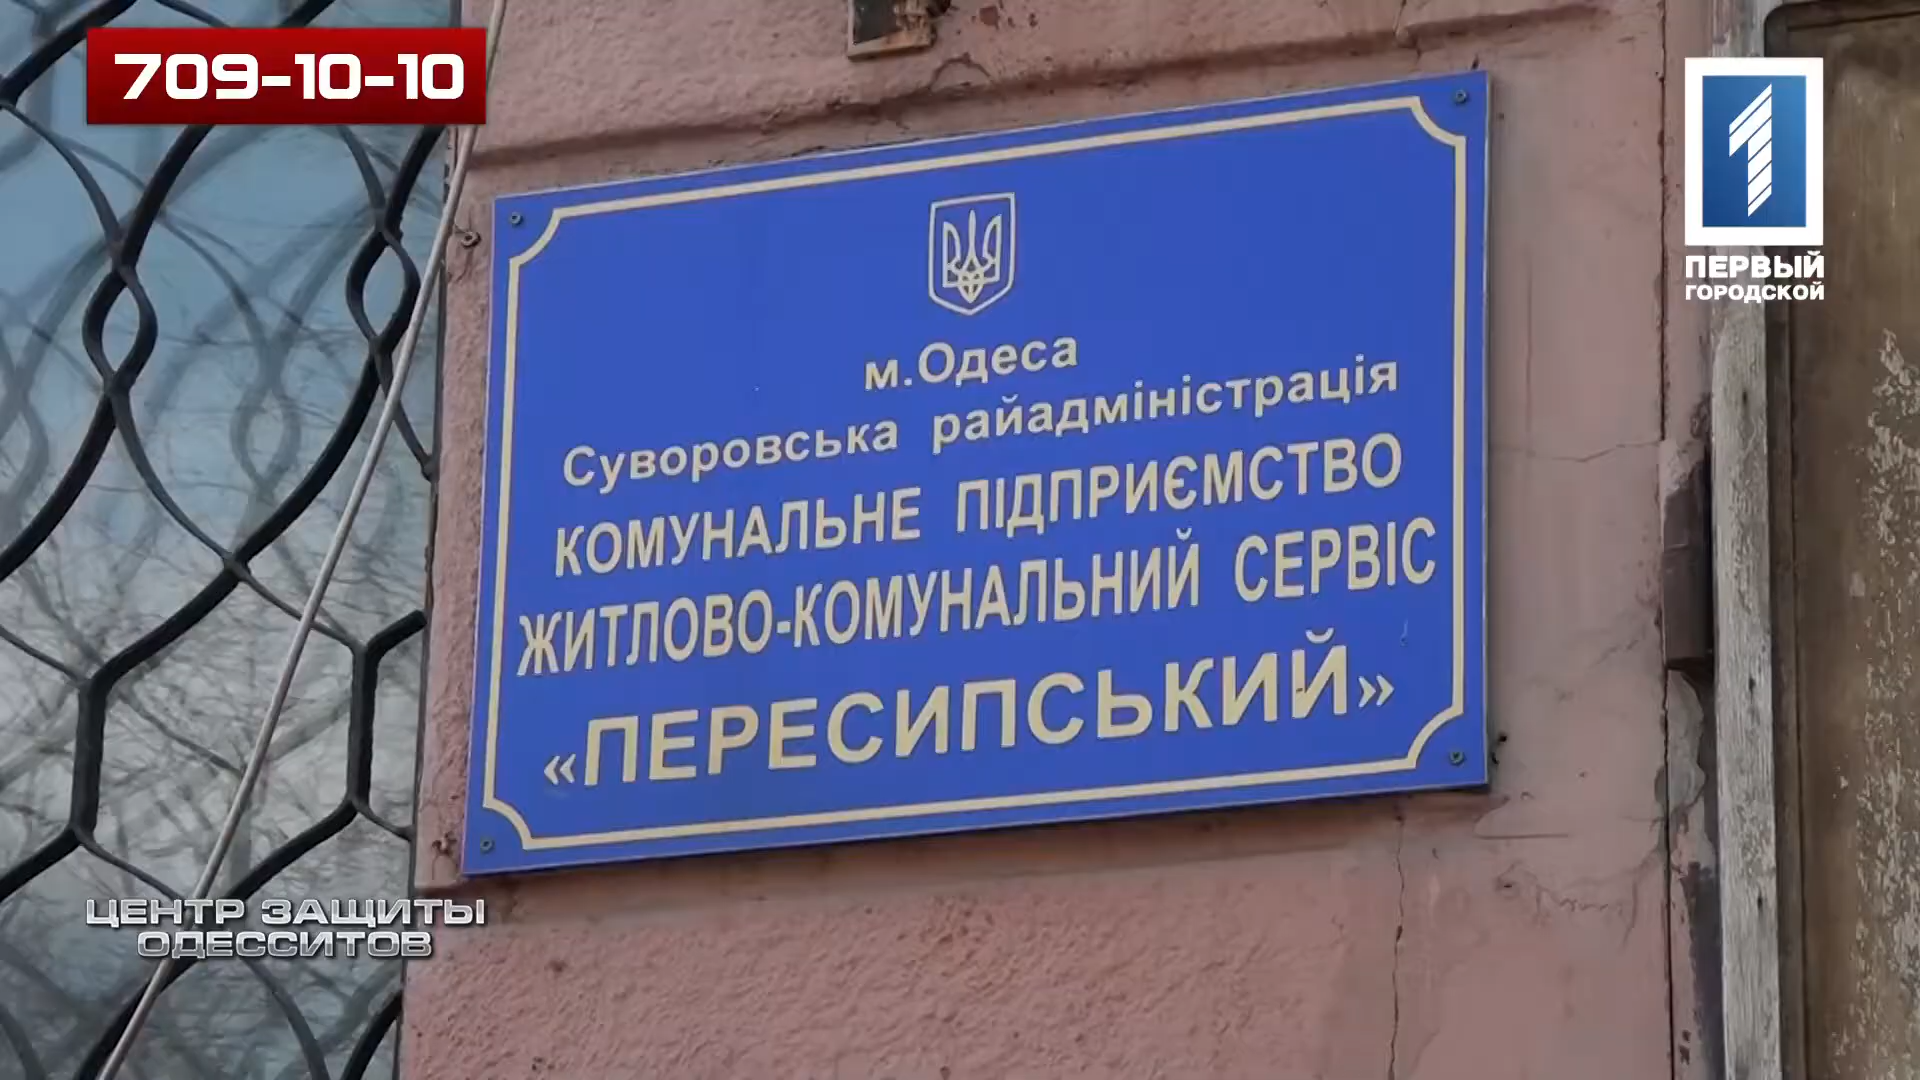 709-10-10
ПЕРВЫЙ
ГОРОДСКОЙ
м.Одеса
Суворовська райадміністрація
КОМУНАЛЬНЕ ПІДПРИЄМСТВО
ЖИТЛОВО-КОМУНАЛЬНИЙ СЕРВІС
«ПЕРЕСИПСЬКИЙ»
ЦЕНТР ЗАЩИТЫ
ОДЕССИТОВ